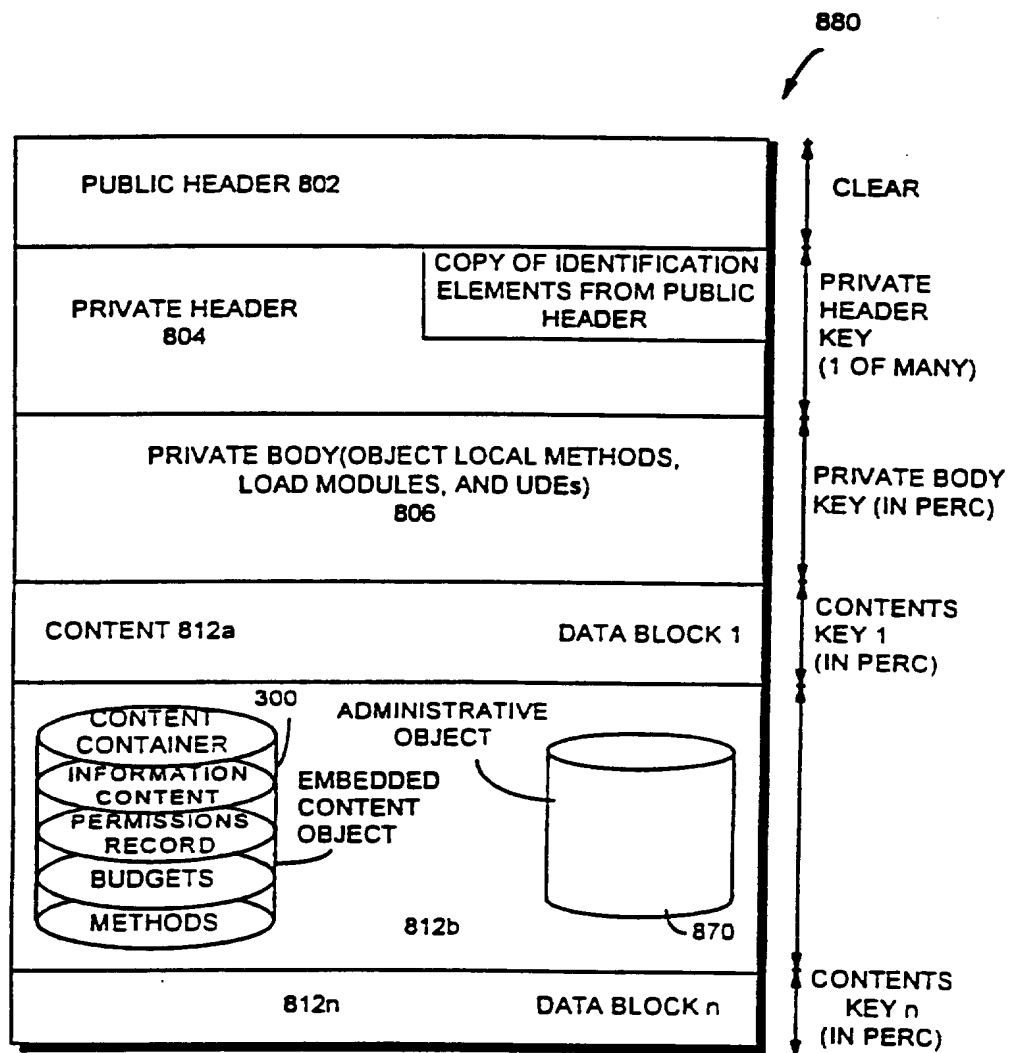 880
PUBLIC HEADER 802
CLEAR
COPY OF IDENTIFICATION
ELEMENTS FROM PUBLIC
HEADER
PRIVATE HEADER
804
PRIVATE
HEADER
KEY
(1 OF MANY)
PRIVATE BODY(OBJECT LOCAL METHODS,
LOAD MODULES, AND UDEs)
806
PRIVATE BODY
KEY (IN PERC)
CONTENT 812a
DATA BLOCK 1
CONTENTS
KEY 1
(IN PERC)
300
CONTENT
CONTAINER
INFORMATION
CONTENT
PERMISSIONS
RECORD
BUDGETS
METHODS
EMBEDDED
CONTENT
OBJECT
ADMINISTRATIVE
OBJECT
812b
870
812n
DATA BLOCK n
CONTENTS
KEY n
(IN PERC)